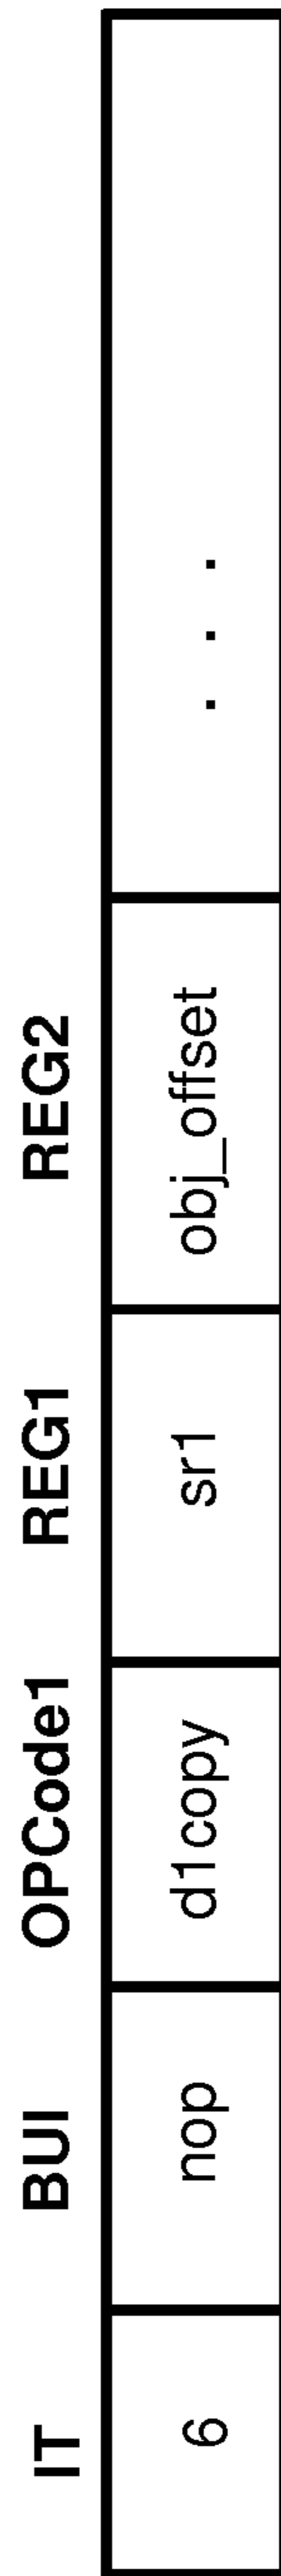 IT BUI OPCode1 REG1 REG2
6 nop d1copy sr1 obj_offset . . .